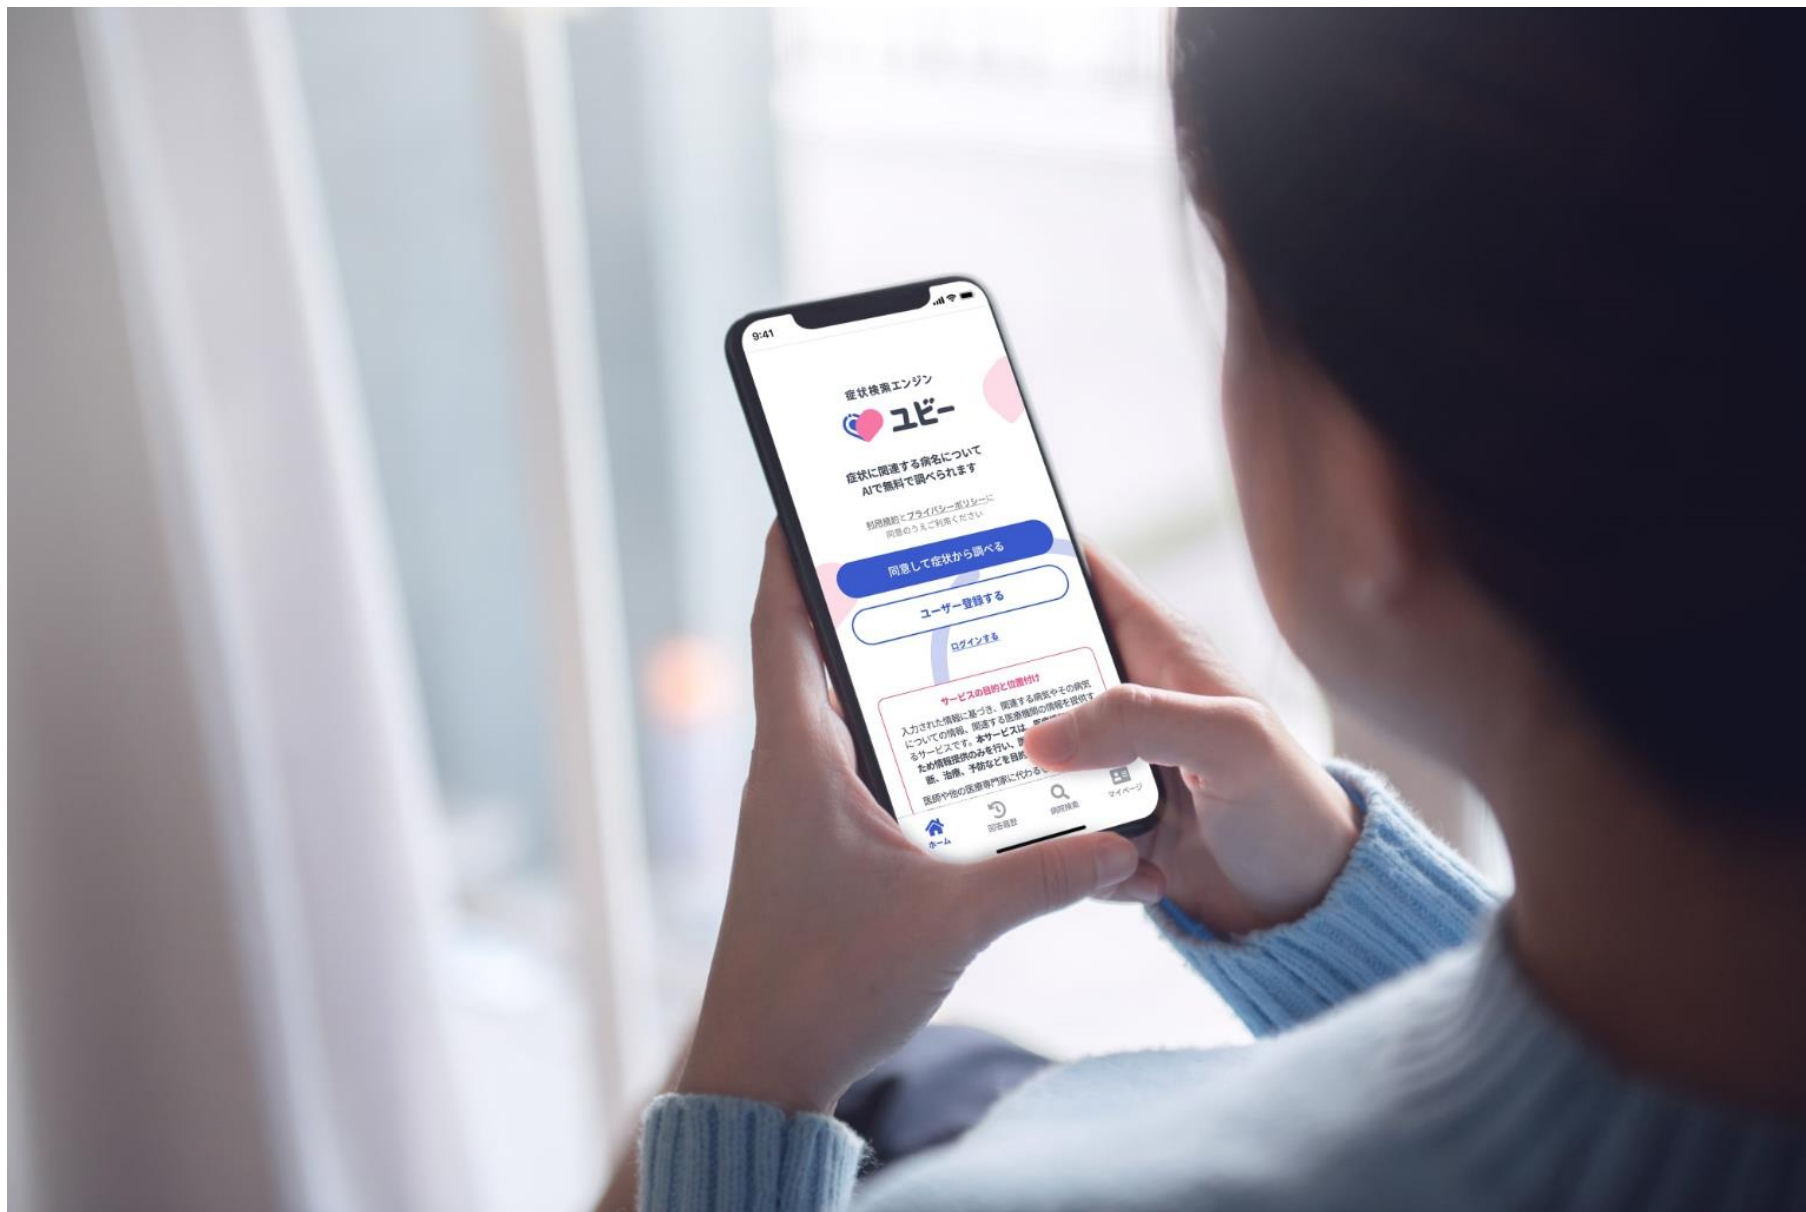 9:41
症状検索エンジン
ユビー
症状に関連する病名について
AIで無料で調べられます
利用規約とプライバシーポリシーに
同意のうえご利用ください
同意して症状から調べる
ユーザー登録する
ログインする
サービスの目的と位置付け
入力された情報に基づき、関連する病気やその病気
についての情報、関連する医療機関の情報を提供す
るサービスです。本サービスは、医療
ため情報提供のみを行い、
断、治療、予防などを目的
医師や他の医療専門家に代わる
ホーム
回答履歴
病院検索
マイページ